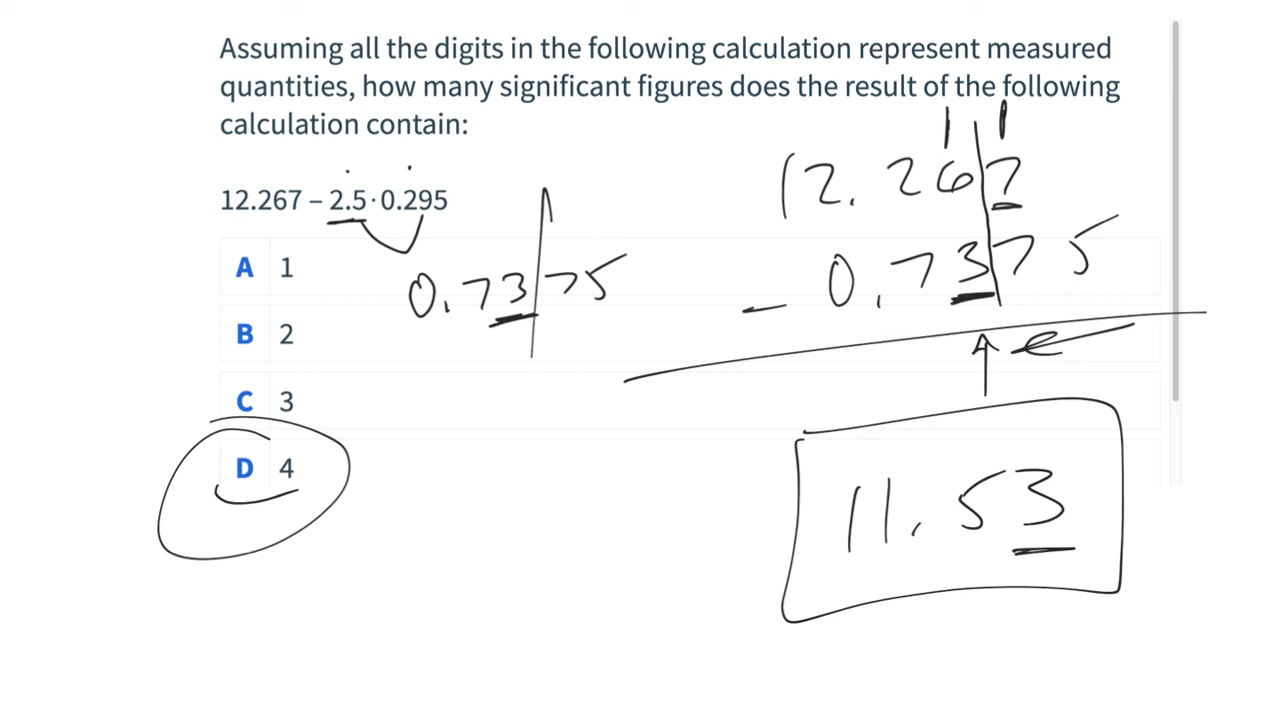 Assuming all the digits in the following calculation represent measured
quantities, how many significant figures does the result of the following
calculation contain:
12.267 – 2.5 · 0.295
12.267
A 1
0.7375
- 0.7375
B 2
C 3
D 4
11.53